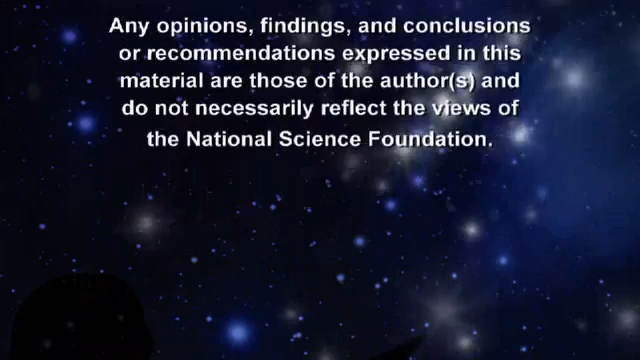 Any opinions, findings, and conclusions
or recommendations expressed in this
material are those of the author(s) and
do not necessarily reflect the views of
the National Science Foundation.